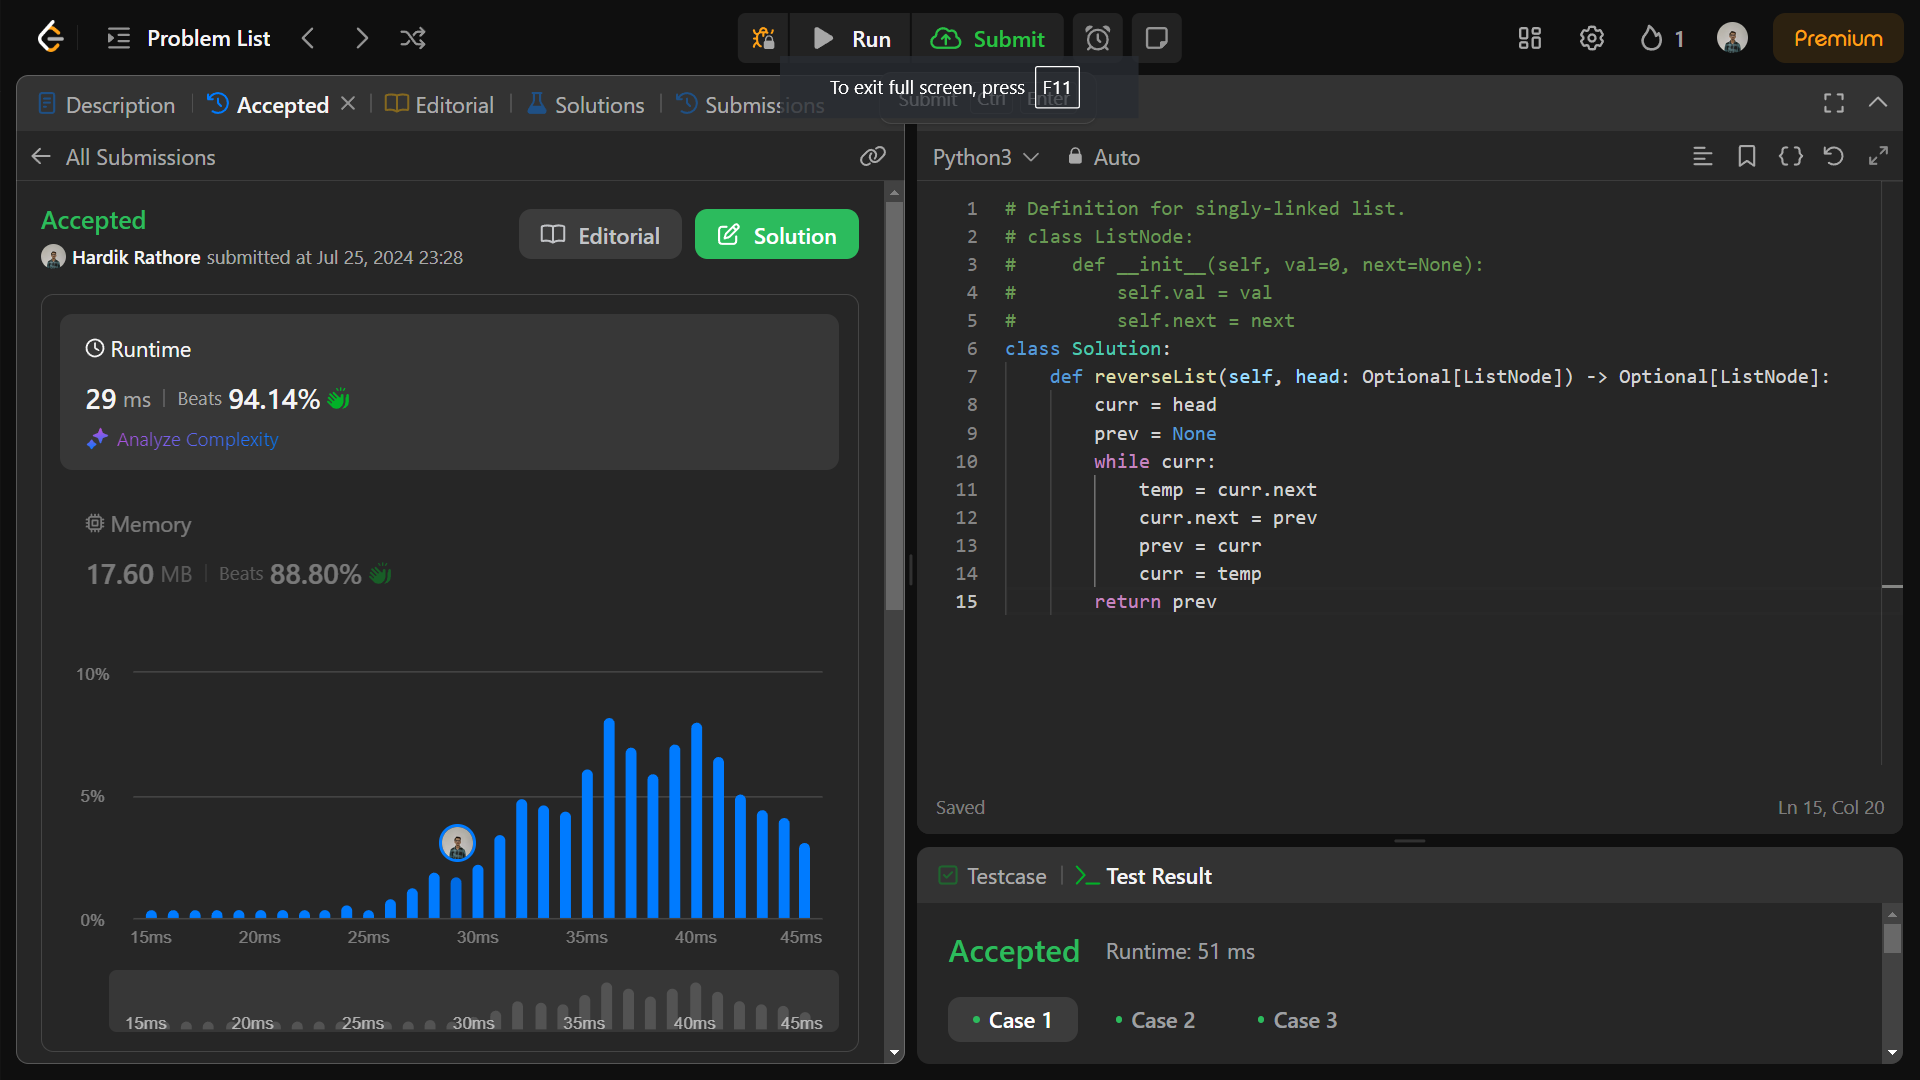 Problem List
Run
Submit
1
Premium
To exit full screen, press F11
Submit Ctrl Enter
Description
Accepted
Editorial
Solutions
Submissions
All Submissions
Accepted
Hardik Rathore submitted at Jul 25, 2024 23:28
Editorial
Solution
Runtime
29 ms | Beats 94.14%
Analyze Complexity
Memory
17.60 MB | Beats 88.80%
10%
5%
0%
15ms 20ms 25ms 30ms 35ms 40ms 45ms
15ms 20ms 25ms 30ms 35ms 40ms 45ms
Python3
Auto
1 # Definition for singly-linked list.
2 # class ListNode:
3 #     def __init__(self, val=0, next=None):
4 #         self.val = val
5 #         self.next = next
6 class Solution:
7     def reverseList(self, head: Optional[ListNode]) -> Optional[ListNode]:
8         curr = head
9         prev = None
10         while curr:
11             temp = curr.next
12             curr.next = prev
13             prev = curr
14             curr = temp
15         return prev
Saved
Ln 15, Col 20
Testcase
>_ Test Result
Accepted
Runtime: 51 ms
Case 1
Case 2
Case 3